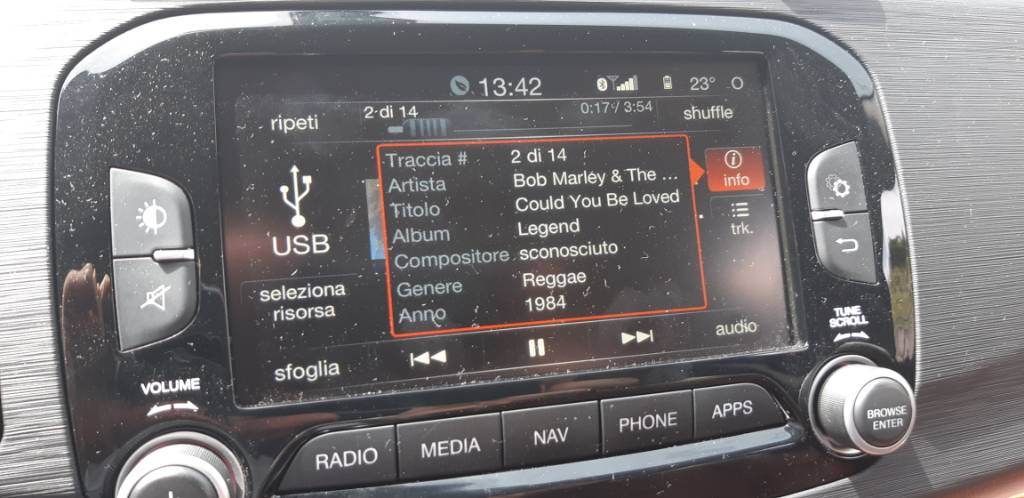 13:42
23° O
ripeti
2 di 14
0:17 / 3:54
shuffle
Traccia # 2 di 14
Artista Bob Marley & The ...
Titolo Could You Be Loved
Album Legend
Compositore sconosciuto
Genere Reggae
Anno 1984
i
info
trk.
USB
seleziona
risorsa
audio
sfoglia
VOLUME
TUNE
SCROLL
RADIO
MEDIA
NAV
PHONE
APPS
BROWSE
ENTER